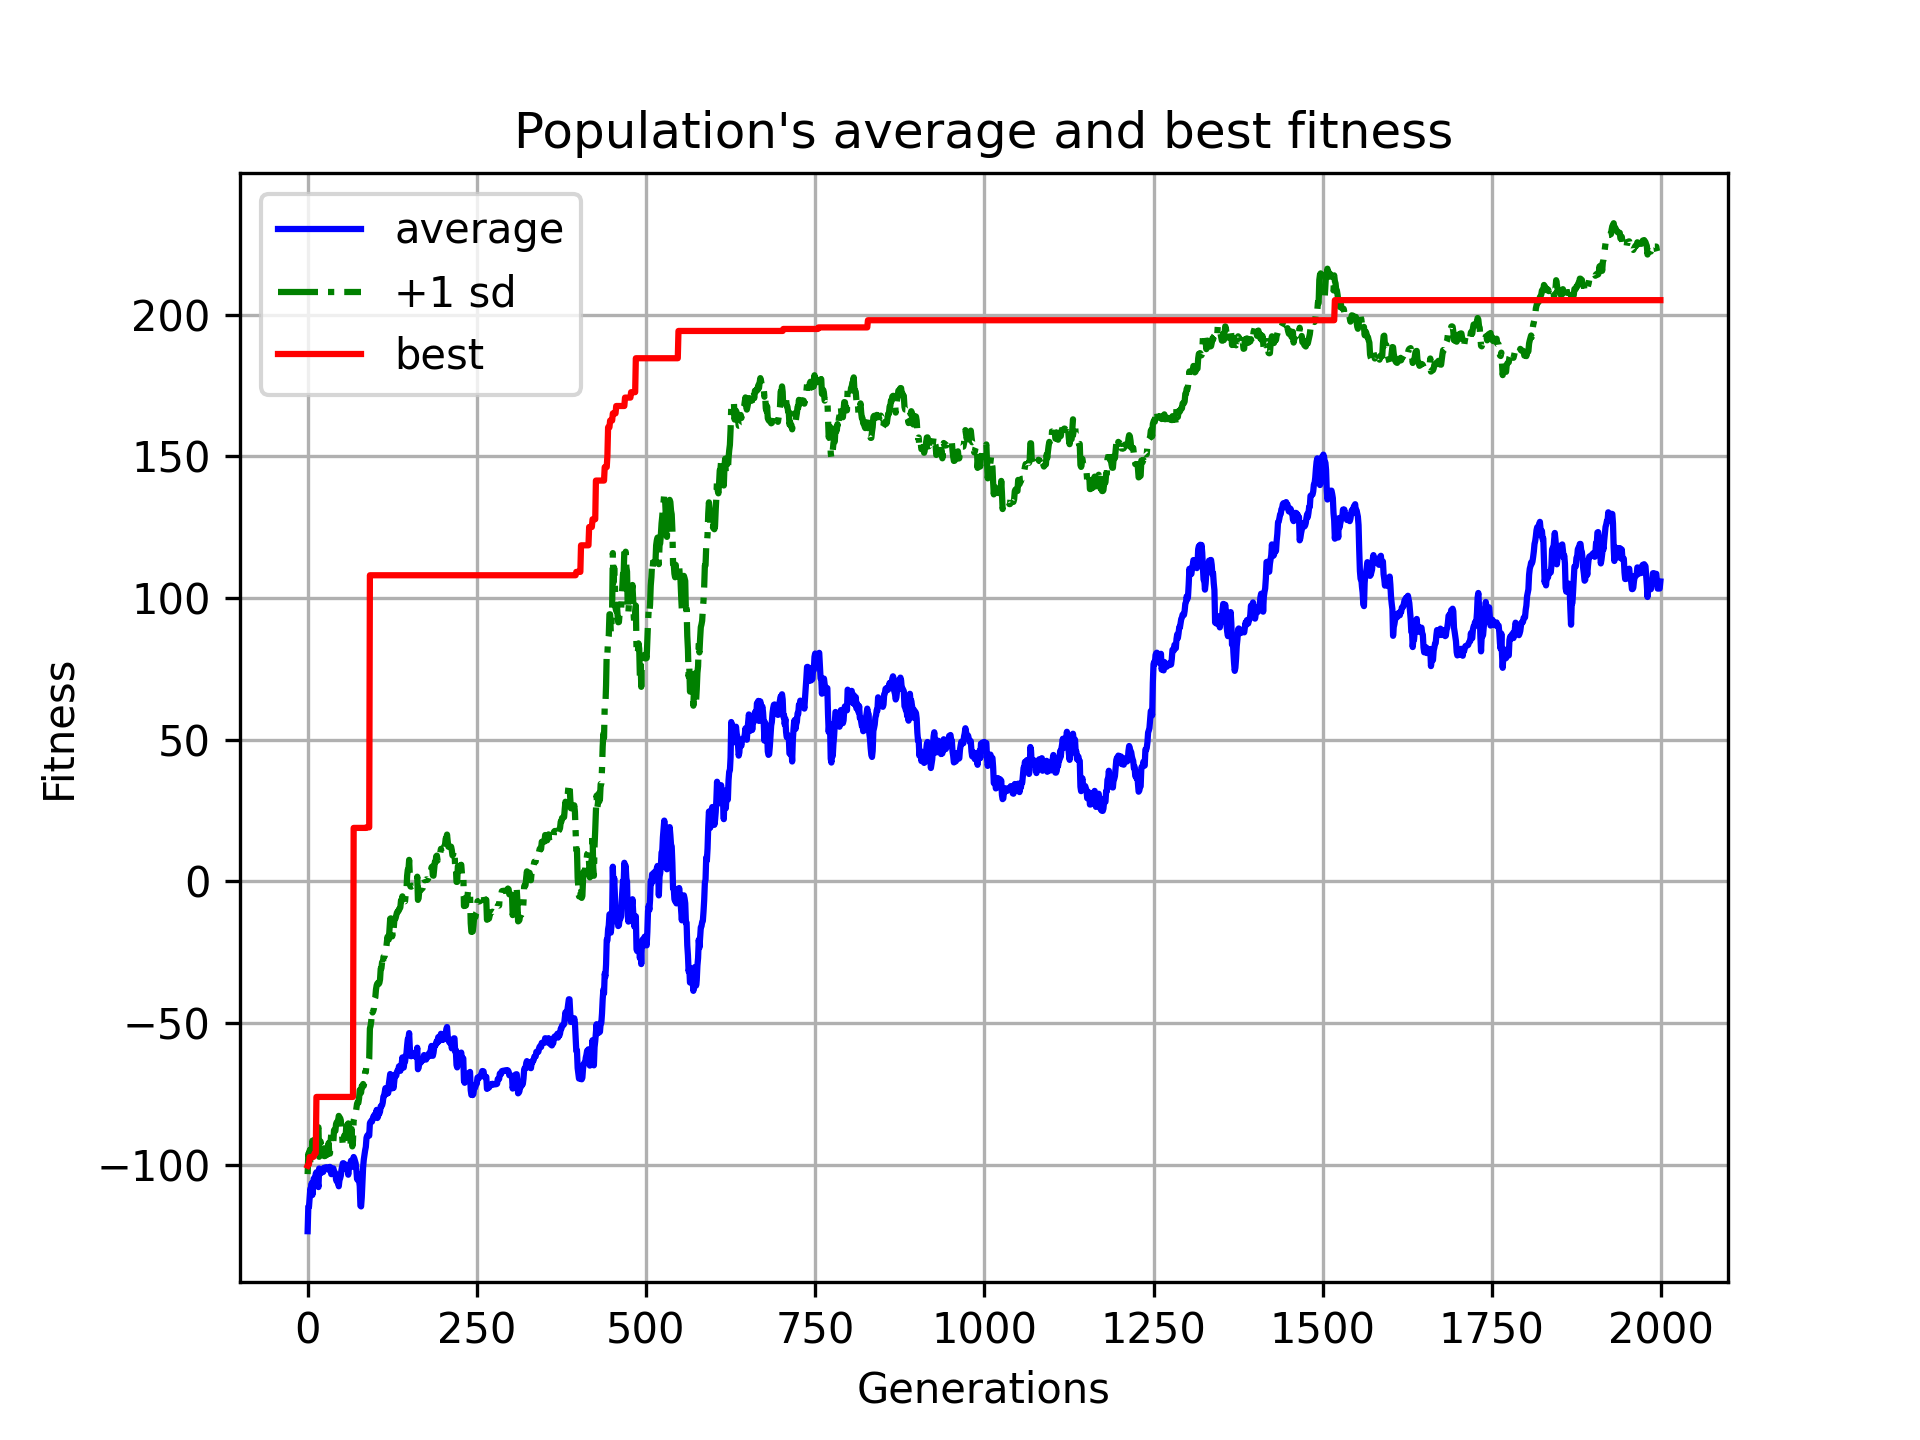 Population's average and best fitness
average
+1 sd
best
200
150
100
50
0
−50
−100
Fitness
0 250 500 750 1000 1250 1500 1750 2000
Generations